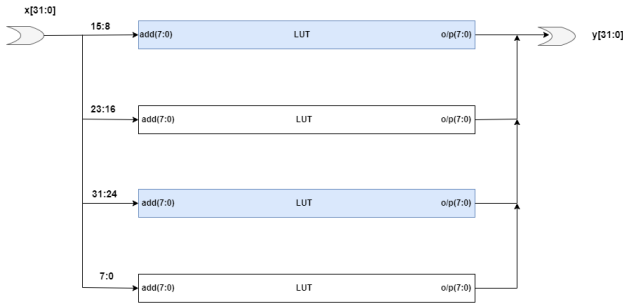 x[31:0]
15:8
add(7:0) LUT o/p(7:0)
y[31:0]
23:16
add(7:0) LUT o/p(7:0)
31:24
add(7:0) LUT o/p(7:0)
7:0
add(7:0) LUT o/p(7:0)